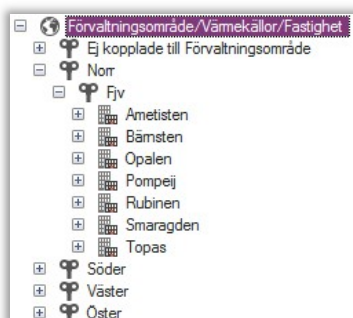 Förvaltningsområde/Värmekällor/Fastighet
Ej kopplade till Förvaltningsområde
Norr
Fjv
Ametisten
Bärnsten
Opalen
Pompeij
Rubinen
Smaragden
Topas
Söder
Väster
Öster